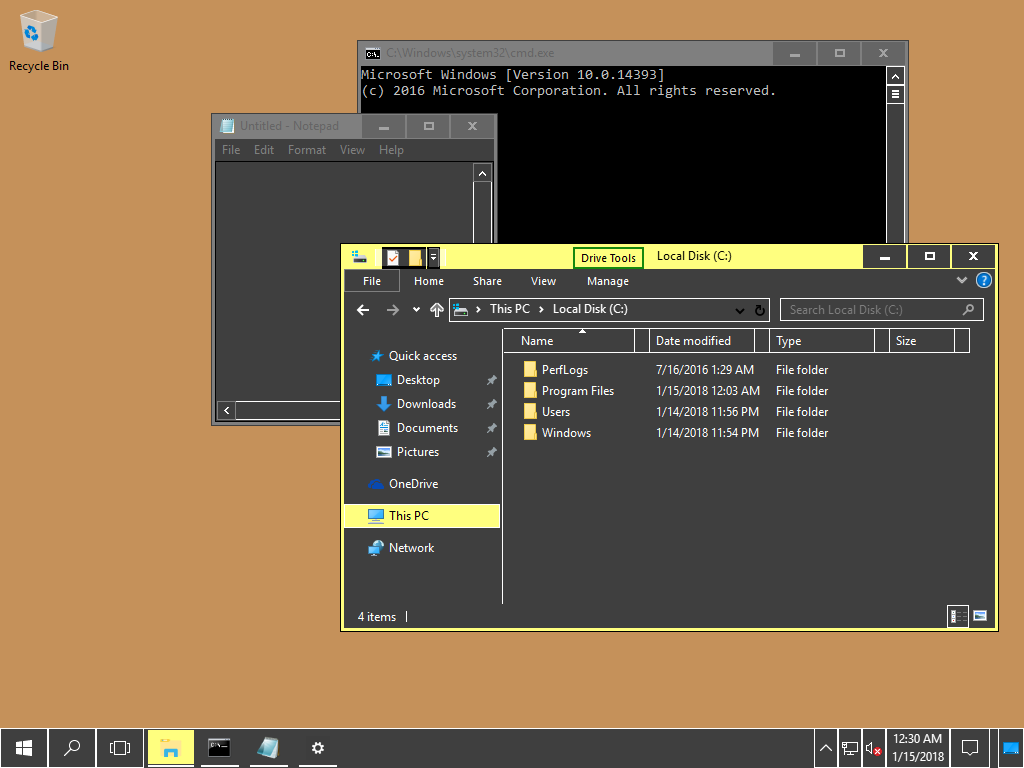 Recycle Bin
C:\Windows\system32\cmd.exe
Microsoft Windows [Version 10.0.14393]
(c) 2016 Microsoft Corporation. All rights reserved.
Untitled - Notepad
File Edit Format View Help
Drive Tools Local Disk (C:)
File Home Share View Manage
This PC Local Disk (C:) Search Local Disk (C:)
Name Date modified Type Size
Quick access
Desktop
Downloads
Documents
Pictures
OneDrive
This PC
Network
PerfLogs 7/16/2016 1:29 AM File folder
Program Files 1/15/2018 12:03 AM File folder
Users 1/14/2018 11:56 PM File folder
Windows 1/14/2018 11:54 PM File folder
4 items
12:30 AM
1/15/2018